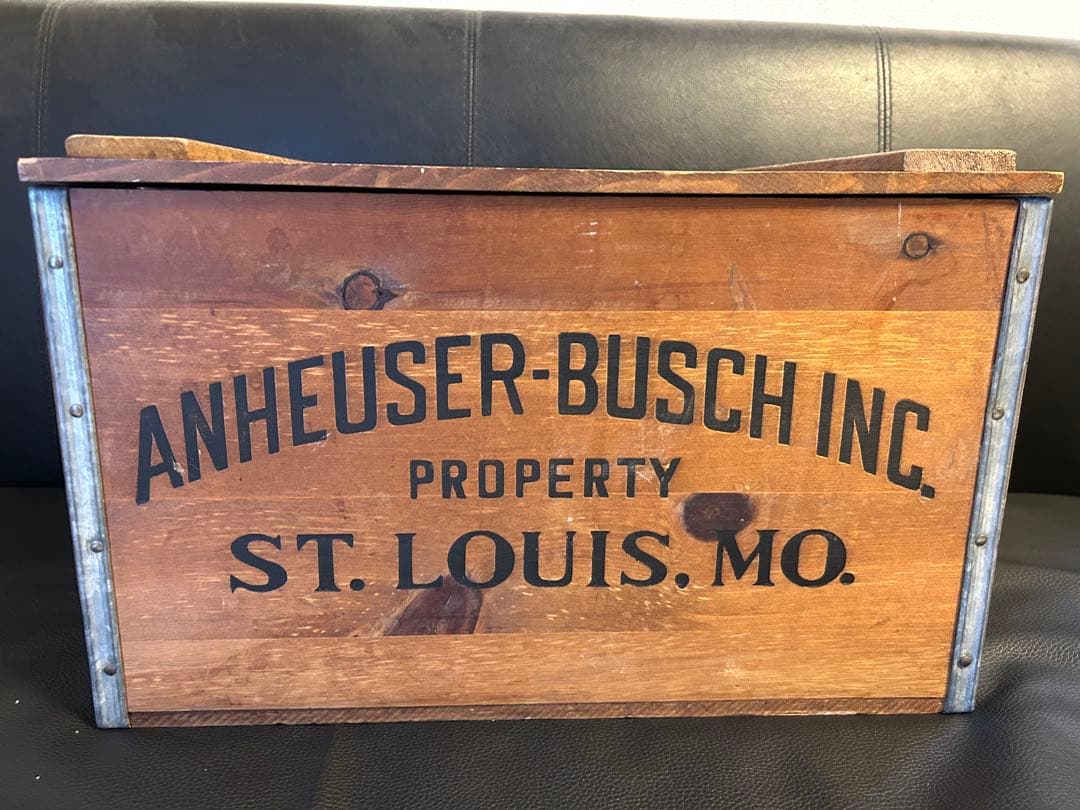 ANHEUSER-BUSCH INC.
PROPERTY
ST. LOUIS. MO.